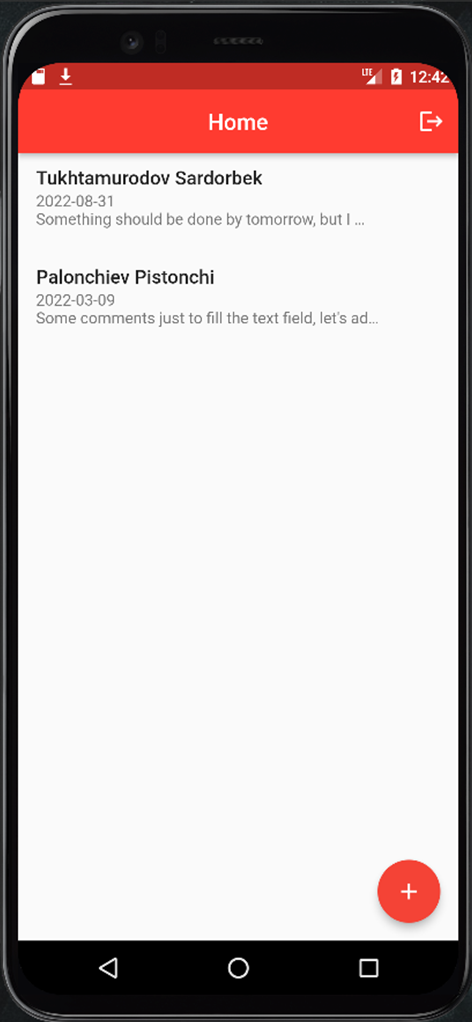 LTE 12:42
Home
Tukhtamurodov Sardorbek
2022-08-31
Something should be done by tomorrow, but I ...
Palonchiev Pistonchi
2022-03-09
Some comments just to fill the text field, let's ad...